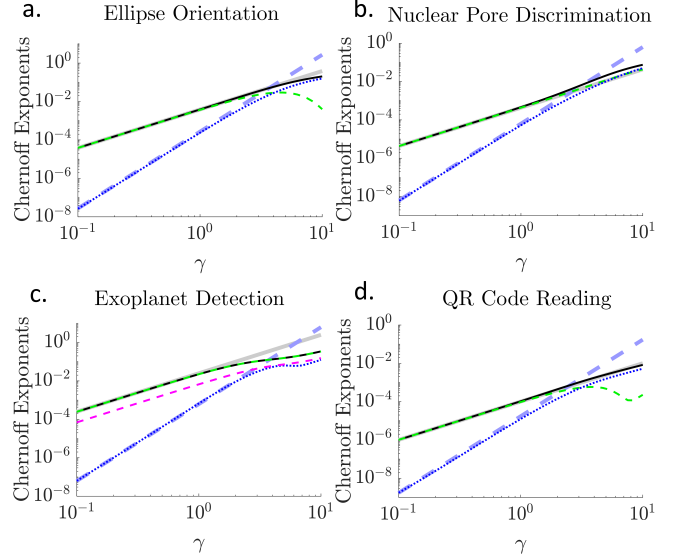 a.
Ellipse Orientation
Chernoff Exponents
10^0
10^-2
10^-4
10^-6
10^-8
10^-1
10^0
10^1
γ
b.
Nuclear Pore Discrimination
Chernoff Exponents
10^0
10^-2
10^-4
10^-6
10^-8
10^-1
10^0
10^1
γ
c.
Exoplanet Detection
Chernoff Exponents
10^0
10^-2
10^-4
10^-6
10^-8
10^-1
10^0
10^1
γ
d.
QR Code Reading
Chernoff Exponents
10^0
10^-2
10^-4
10^-6
10^-8
10^-1
10^0
10^1
γ